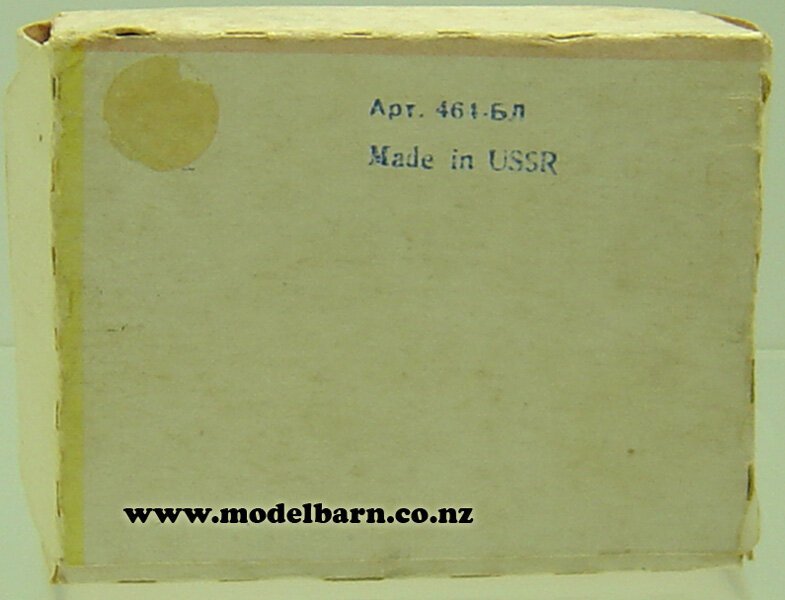 Арт. 461-БЛ
Made in USSR
www.modelbarn.co.nz